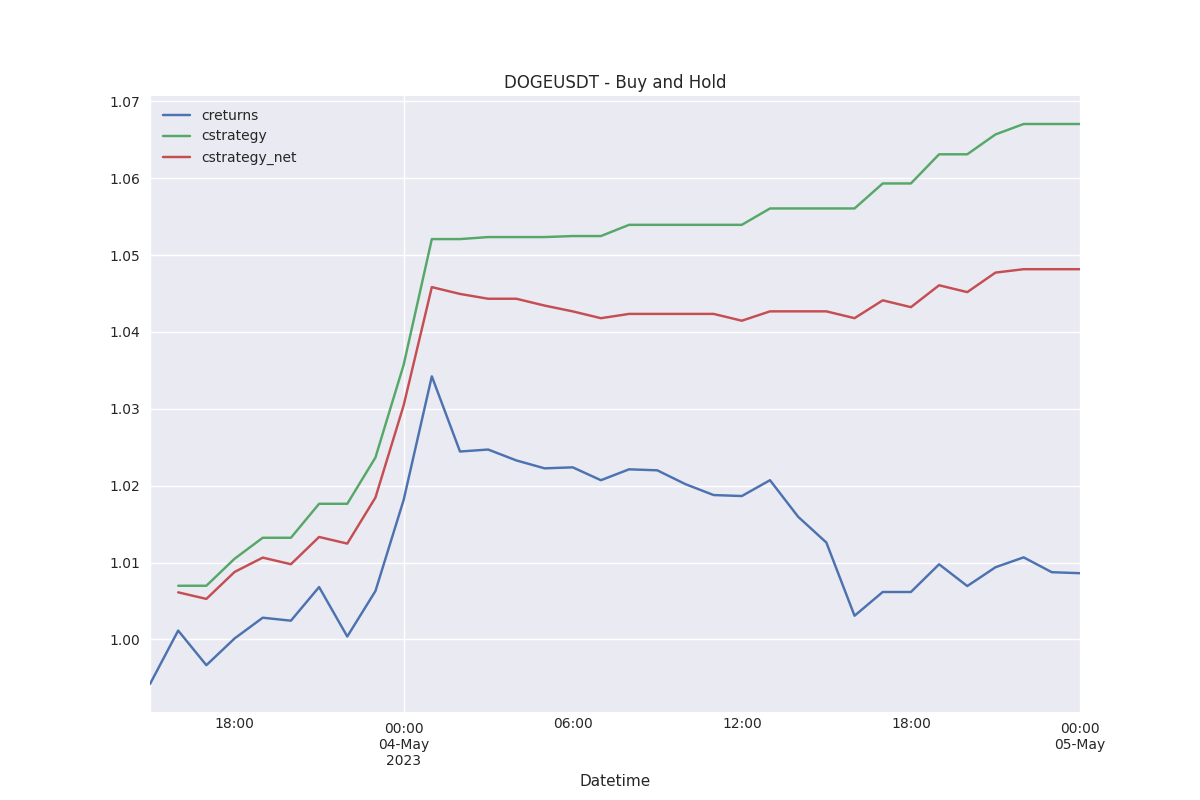 DOGEUSDT - Buy and Hold
creturns
cstrategy
cstrategy_net
1.07
1.06
1.05
1.04
1.03
1.02
1.01
1.00
18:00
00:00
04-May
2023
06:00
12:00
18:00
00:00
05-May
Datetime